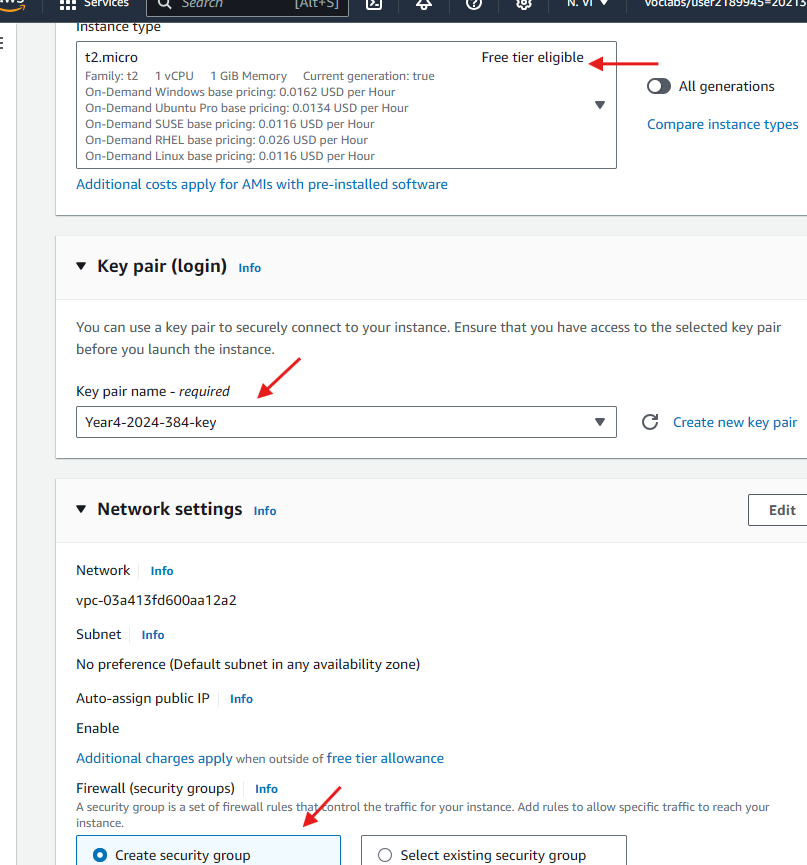 Services
Search
[Alt+S]
N. Vi
voclabs/user2189945=20213
Instance type
t2.micro
Free tier eligible
Family: t2 1 vCPU 1 GiB Memory Current generation: true
On-Demand Windows base pricing: 0.0162 USD per Hour
On-Demand Ubuntu Pro base pricing: 0.0134 USD per Hour
On-Demand SUSE base pricing: 0.0116 USD per Hour
On-Demand RHEL base pricing: 0.026 USD per Hour
On-Demand Linux base pricing: 0.0116 USD per Hour
All generations
Compare instance types
Additional costs apply for AMIs with pre-installed software
Key pair (login) Info
You can use a key pair to securely connect to your instance. Ensure that you have access to the selected key pair
before you launch the instance.
Key pair name - required
Year4-2024-384-key
Create new key pair
Network settings Info
Edit
Network Info
vpc-03a413fd600aa12a2
Subnet Info
No preference (Default subnet in any availability zone)
Auto-assign public IP Info
Enable
Additional charges apply when outside of free tier allowance
Firewall (security groups) Info
A security group is a set of firewall rules that control the traffic for your instance. Add rules to allow specific traffic to reach your
instance.
Create security group
Select existing security group